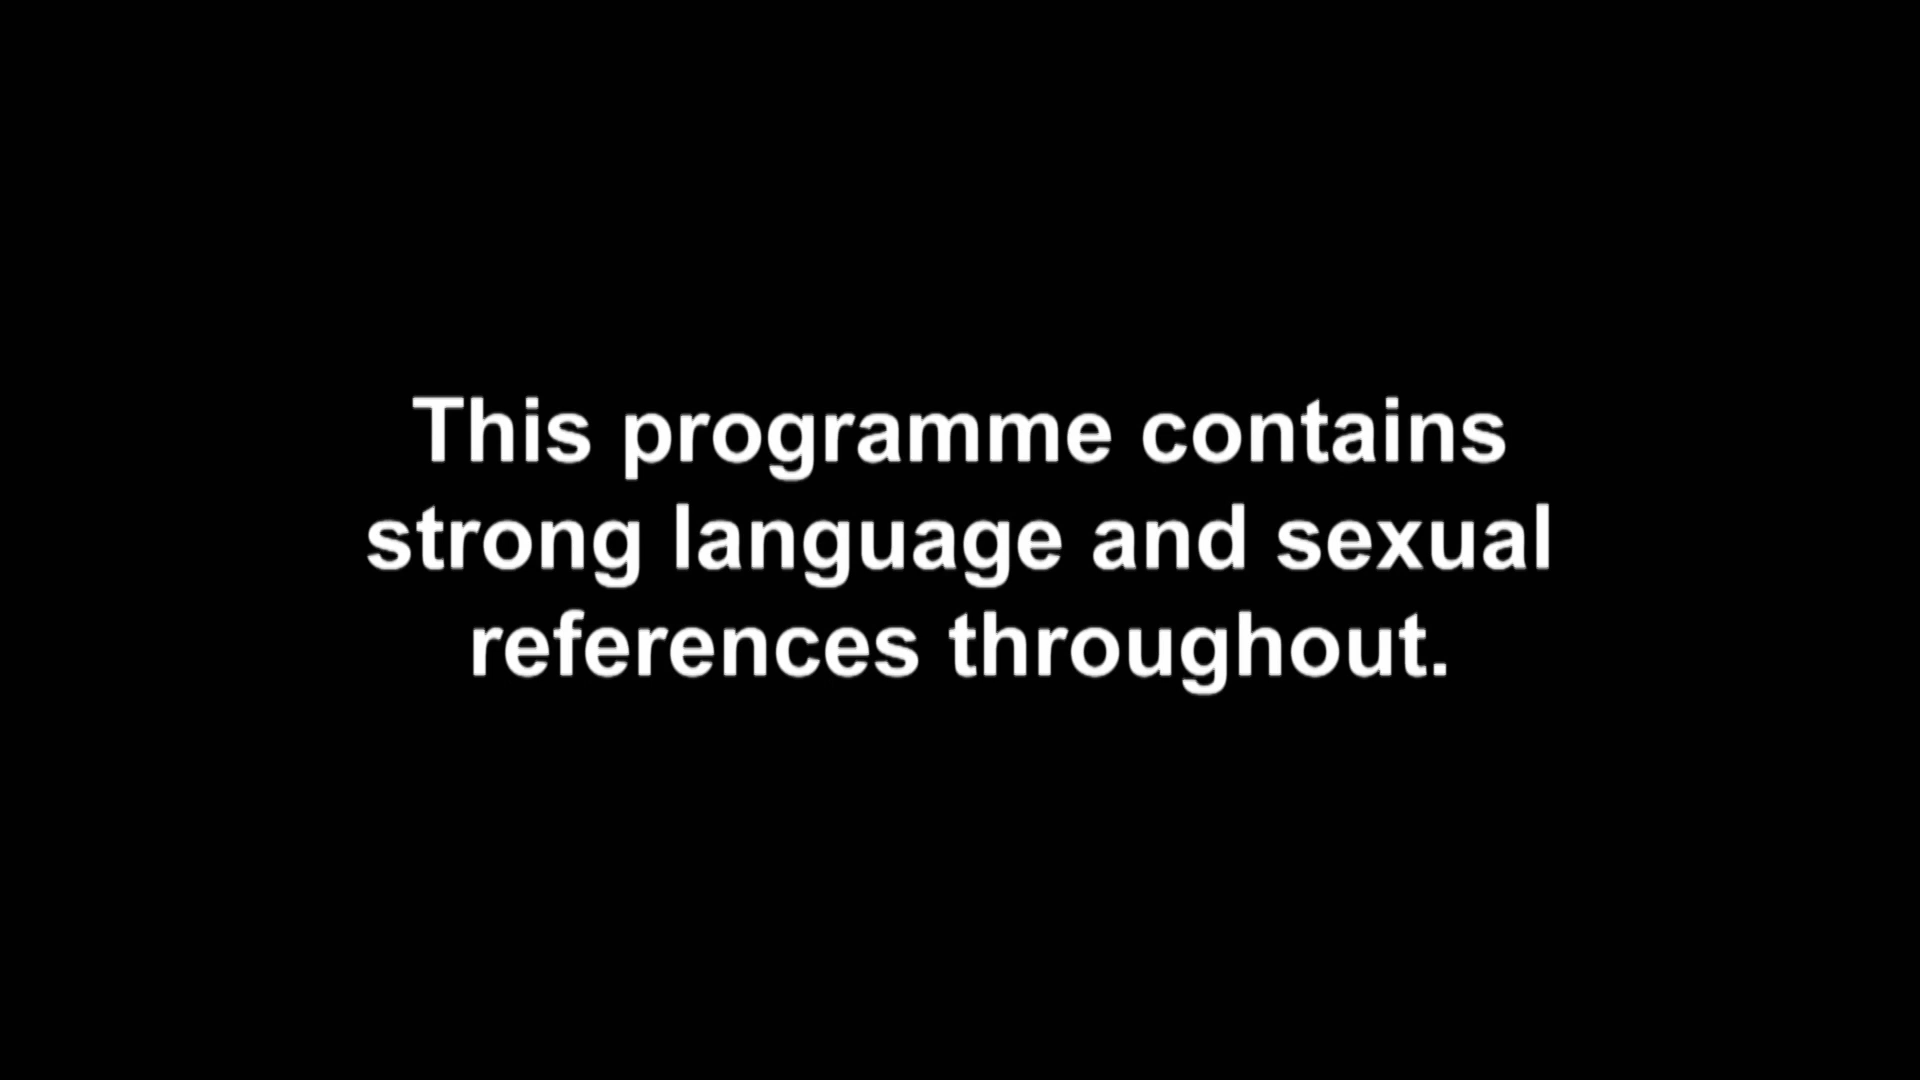 This programme contains
strong language and sexual
references throughout.